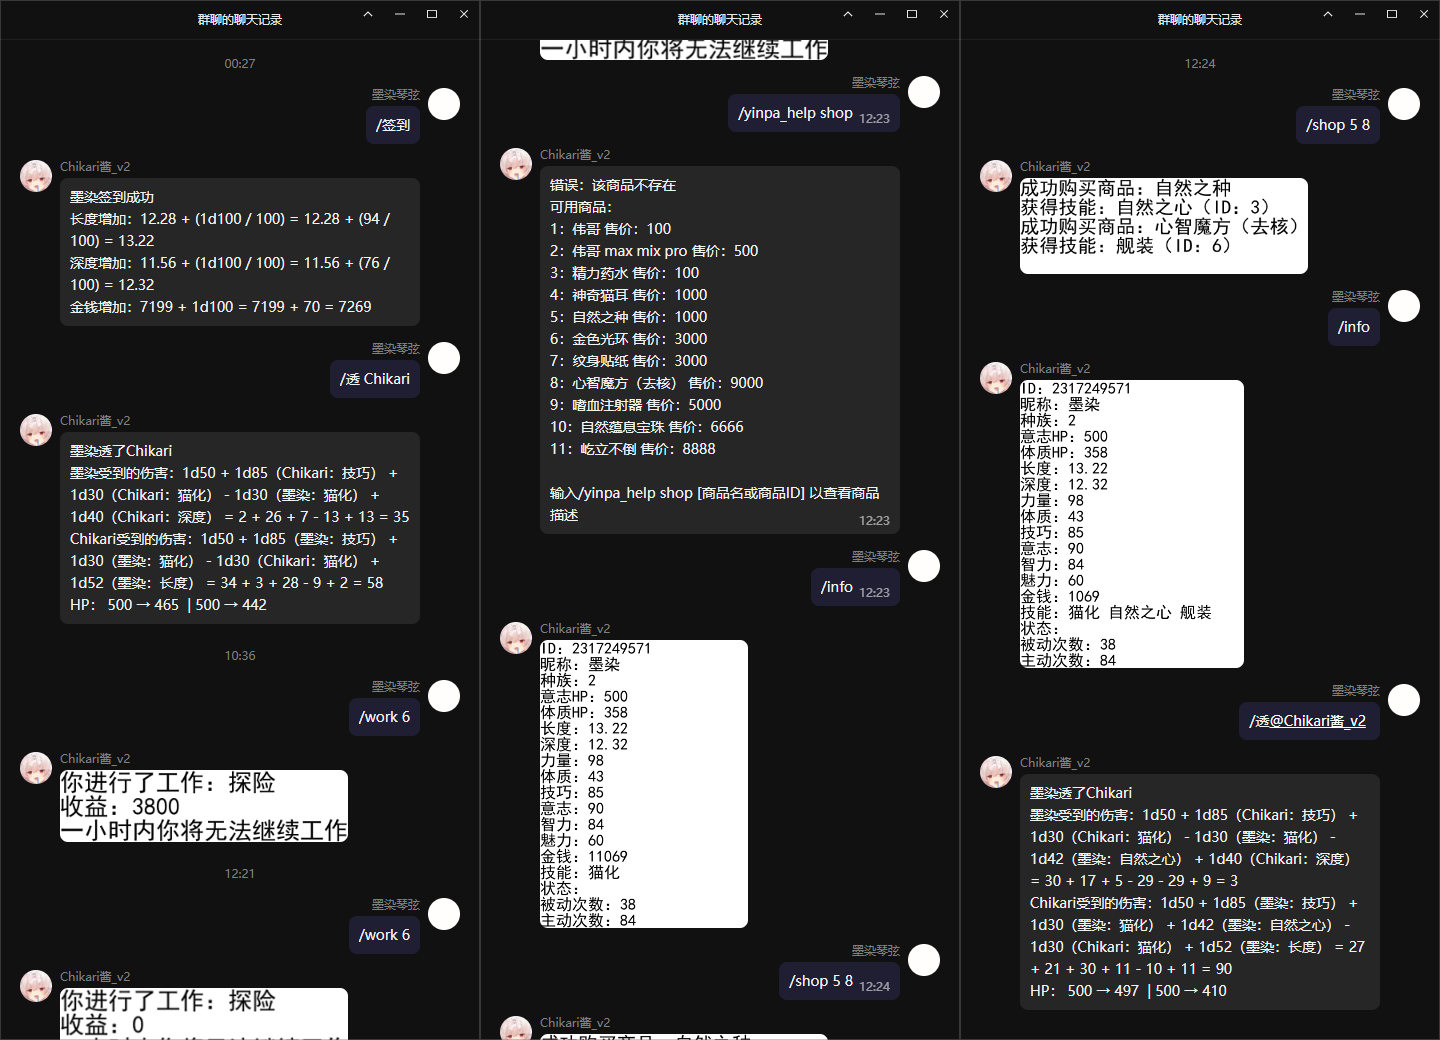 群聊的聊天记录
00:27
墨染琴弦
/签到
Chikari酱_v2
墨染签到成功
长度增加：12.28 + (1d100 / 100) = 12.28 + (94 /
100) = 13.22
深度增加：11.56 + (1d100 / 100) = 11.56 + (76 /
100) = 12.32
金钱增加：7199 + 1d100 = 7199 + 70 = 7269
墨染琴弦
/透 Chikari
Chikari酱_v2
墨染透了Chikari
墨染受到的伤害：1d50 + 1d85（Chikari：技巧） +
1d30（Chikari：猫化） - 1d30（墨染：猫化） +
1d40（Chikari：深度） = 2 + 26 + 7 - 13 + 13 = 35
Chikari受到的伤害：1d50 + 1d85（墨染：技巧） +
1d30（墨染：猫化） - 1d30（Chikari：猫化） +
1d52（墨染：长度） = 34 + 3 + 28 - 9 + 2 = 58
HP： 500 → 465 | 500 → 442
10:36
墨染琴弦
/work 6
Chikari酱_v2
你进行了工作：探险
收益：3800
一小时内你将无法继续工作
12:21
墨染琴弦
/work 6
Chikari酱_v2
你进行了工作：探险
收益：0
群聊的聊天记录
一小时内你将无法继续工作
墨染琴弦
/yinpa_help shop 12:23
Chikari酱_v2
错误：该商品不存在
可用商品：
1：伟哥 售价：100
2：伟哥 max mix pro 售价：500
3：精力药水 售价：100
4：神奇猫耳 售价：1000
5：自然之种 售价：1000
6：金色光环 售价：3000
7：纹身贴纸 售价：3000
8：心智魔方（去核） 售价：9000
9：嗜血注射器 售价：5000
10：自然蕴息宝珠 售价：6666
11：屹立不倒 售价：8888
输入/yinpa_help shop [商品名或商品ID] 以查看商品
描述
12:23
墨染琴弦
/info 12:23
Chikari酱_v2
ID：2317249571
昵称：墨染
种族：2
意志HP：500
体质HP：358
长度：13.22
深度：12.32
力量：98
体质：43
技巧：85
意志：90
智力：84
魅力：60
金钱：11069
技能：猫化
状态：
被动次数：38
主动次数：84
墨染琴弦
/shop 5 8 12:24
Chikari酱_v2
成功购买商品：自然之种
群聊的聊天记录
12:24
墨染琴弦
/shop 5 8
Chikari酱_v2
成功购买商品：自然之种
获得技能：自然之心（ID：3）
成功购买商品：心智魔方（去核）
获得技能：舰装（ID：6）
墨染琴弦
/info
Chikari酱_v2
ID：2317249571
昵称：墨染
种族：2
意志HP：500
体质HP：358
长度：13.22
深度：12.32
力量：98
体质：43
技巧：85
意志：90
智力：84
魅力：60
金钱：1069
技能：猫化 自然之心 舰装
状态：
被动次数：38
主动次数：84
墨染琴弦
/透@Chikari酱_v2
Chikari酱_v2
墨染透了Chikari
墨染受到的伤害：1d50 + 1d85（Chikari：技巧） +
1d30（Chikari：猫化） - 1d30（墨染：猫化） -
1d42（墨染：自然之心） + 1d40（Chikari：深度）
= 30 + 17 + 5 - 29 - 29 + 9 = 3
Chikari受到的伤害：1d50 + 1d85（墨染：技巧） +
1d30（墨染：猫化） + 1d42（墨染：自然之心） -
1d30（Chikari：猫化） + 1d52（墨染：长度） = 27
+ 21 + 30 + 11 - 10 + 11 = 90
HP： 500 → 497 | 500 → 410